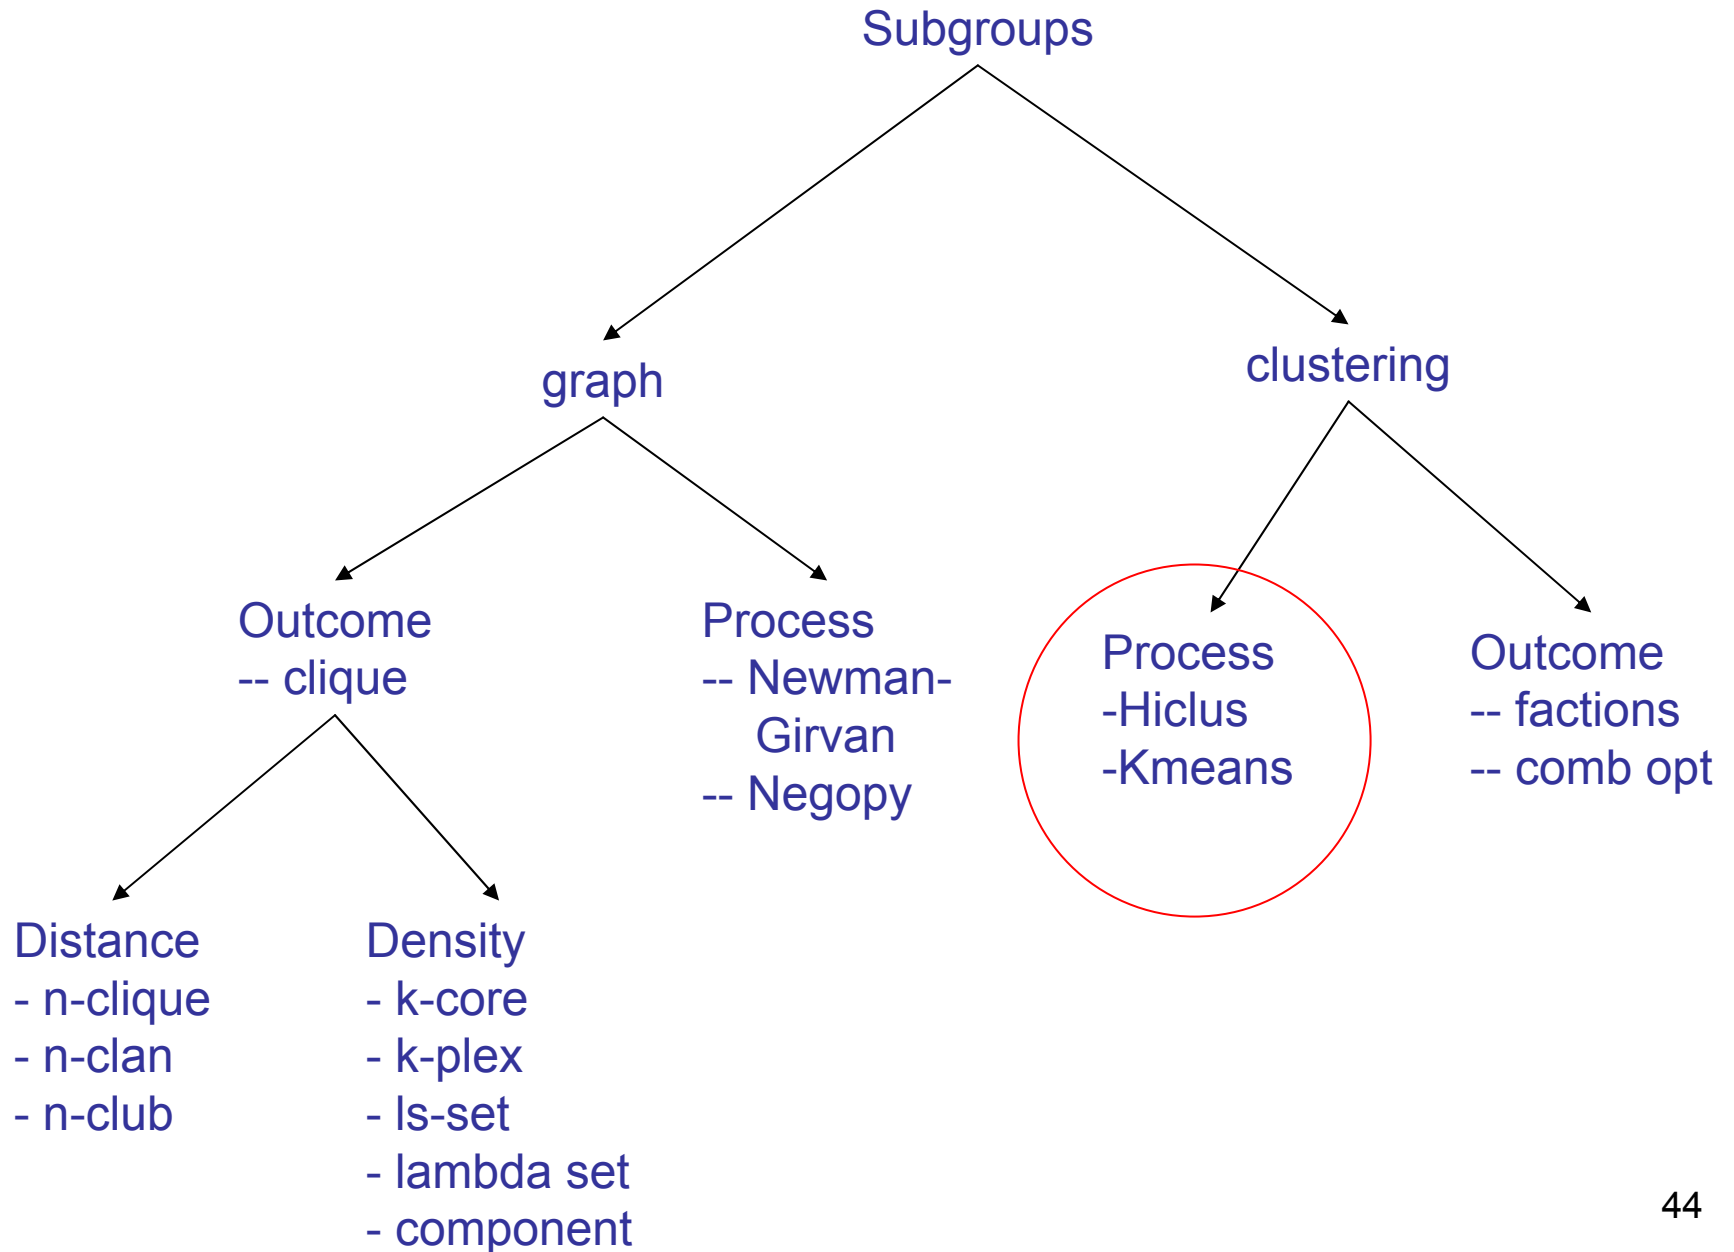 Subgroups
graph
clustering
Outcome
-- clique
Process
-- Newman-
Girvan
-- Negopy
Process
-Hiclus
-Kmeans
Outcome
-- factions
-- comb opt
Distance
- n-clique
- n-clan
- n-club
Density
- k-core
- k-plex
- ls-set
- lambda set
- component
44